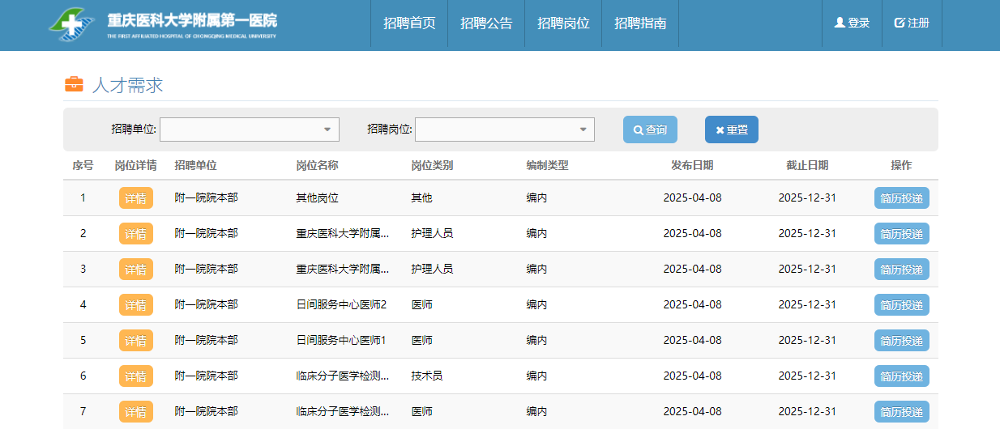 重庆医科大学附属第一医院
THE FIRST AFFILIATED HOSPITAL OF CHONGQING MEDICAL UNIVERSITY
招聘首页 招聘公告 招聘岗位 招聘指南 登录 注册
人才需求
招聘单位: 招聘岗位: 查询 重置
序号 岗位详情 招聘单位 岗位名称 岗位类别 编制类型 发布日期 截止日期 操作
1 详情 附一院院本部 其他岗位 其他 编内 2025-04-08 2025-12-31 简历投递
2 详情 附一院院本部 重庆医科大学附属... 护理人员 编内 2025-04-08 2025-12-31 简历投递
3 详情 附一院院本部 重庆医科大学附属... 护理人员 编内 2025-04-08 2025-12-31 简历投递
4 详情 附一院院本部 日间服务中心医师2 医师 编内 2025-04-08 2025-12-31 简历投递
5 详情 附一院院本部 日间服务中心医师1 医师 编内 2025-04-08 2025-12-31 简历投递
6 详情 附一院院本部 临床分子医学检测... 技术员 编内 2025-04-08 2025-12-31 简历投递
7 详情 附一院院本部 临床分子医学检测... 医师 编内 2025-04-08 2025-12-31 简历投递